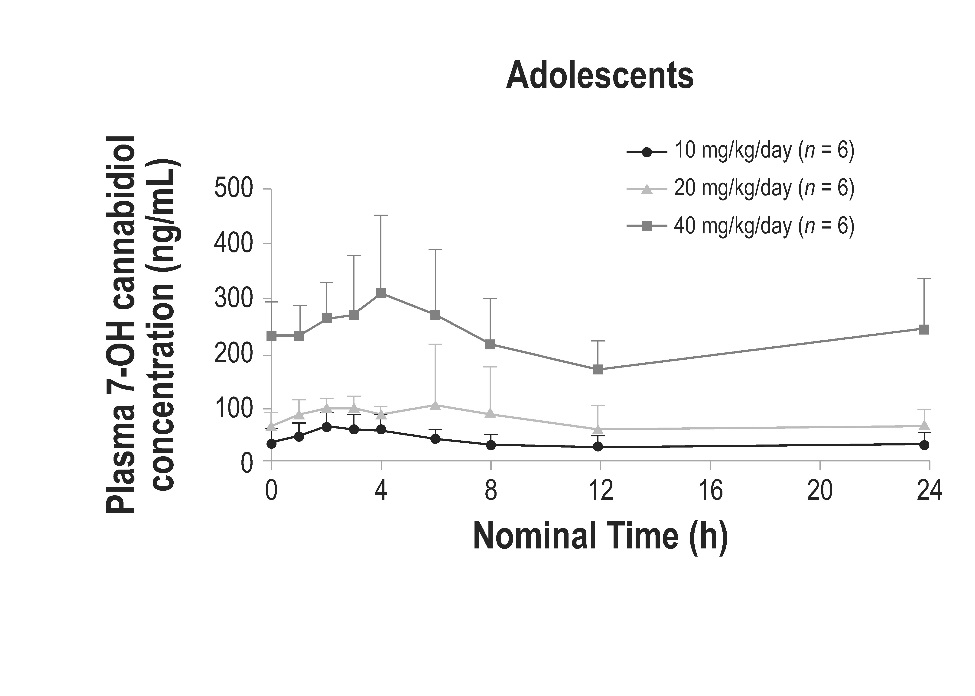 Adolescents
10 mg/kg/day (n = 6)
20 mg/kg/day (n = 6)
40 mg/kg/day (n = 6)
Plasma 7-OH cannabidiol
concentration (ng/mL)
500
400
300
200
100
0
0 4 8 12 16 20 24
Nominal Time (h)